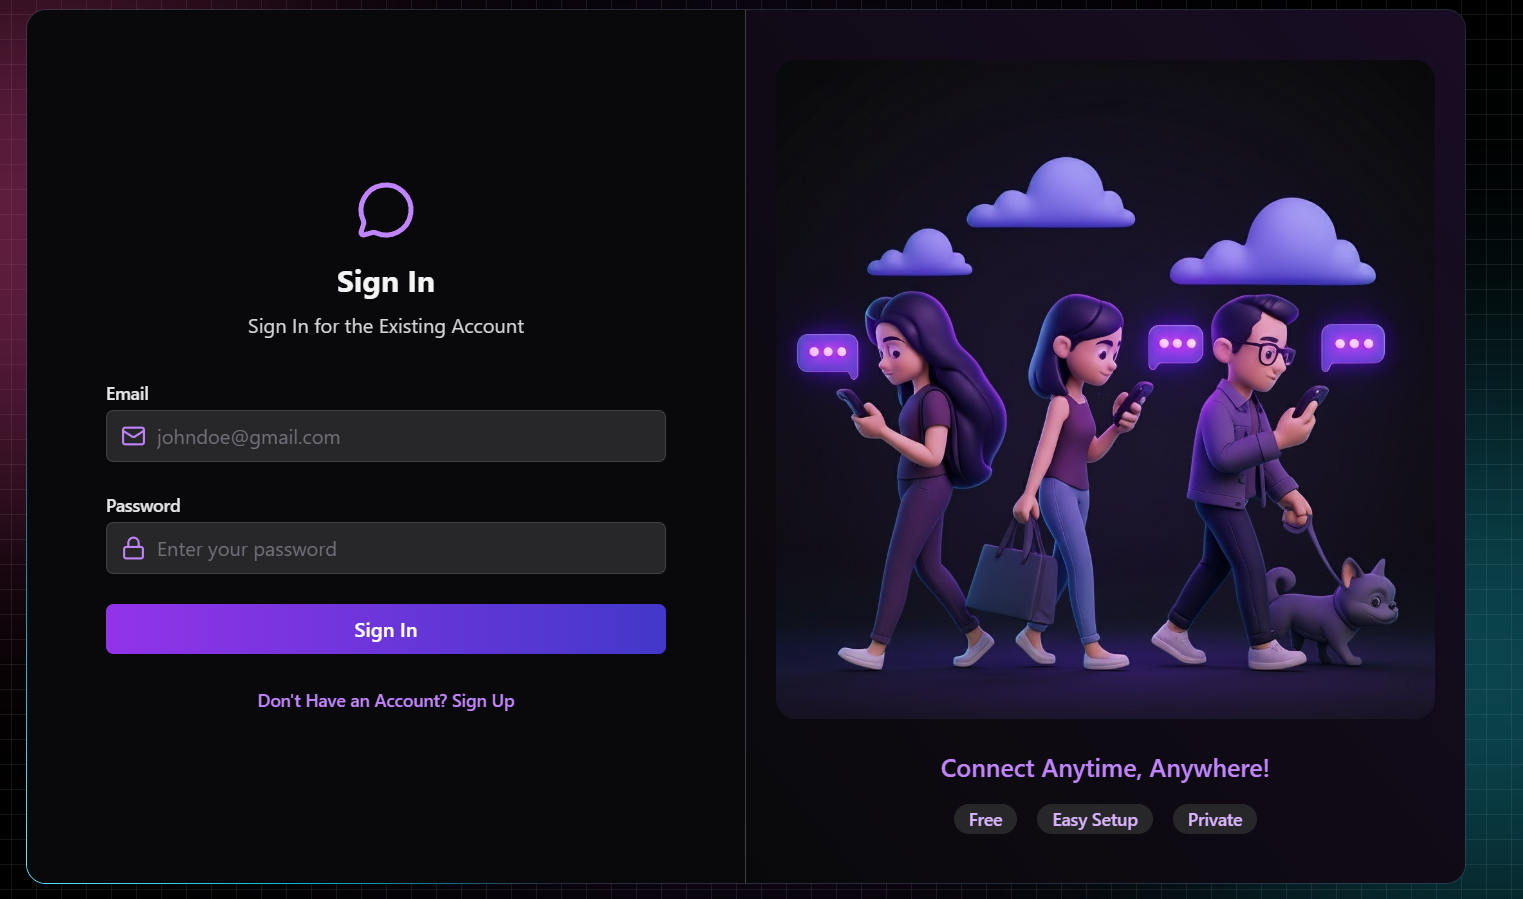 Sign In
Sign In for the Existing Account
Email
johndoe@gmail.com
Password
Enter your password
Sign In
Don't Have an Account? Sign Up
Connect Anytime, Anywhere!
Free
Easy Setup
Private